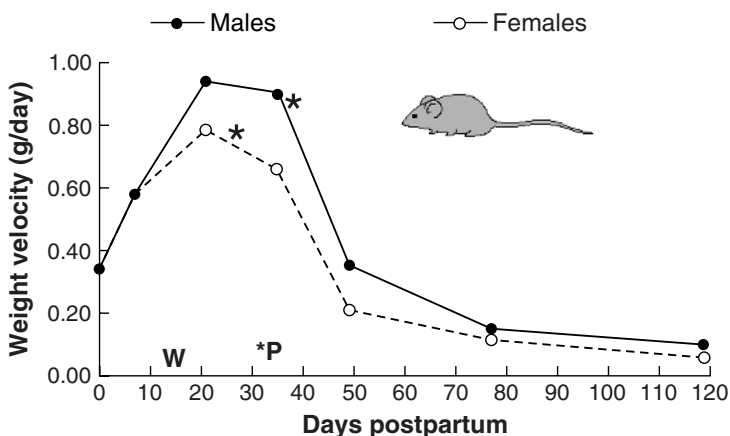 Males Females
Weight velocity (g/day)
1.00
0.80
0.60
0.40
0.20
0.00
*
*
W *P
0 10 20 30 40 50 60 70 80 90 100 110 120
Days postpartum